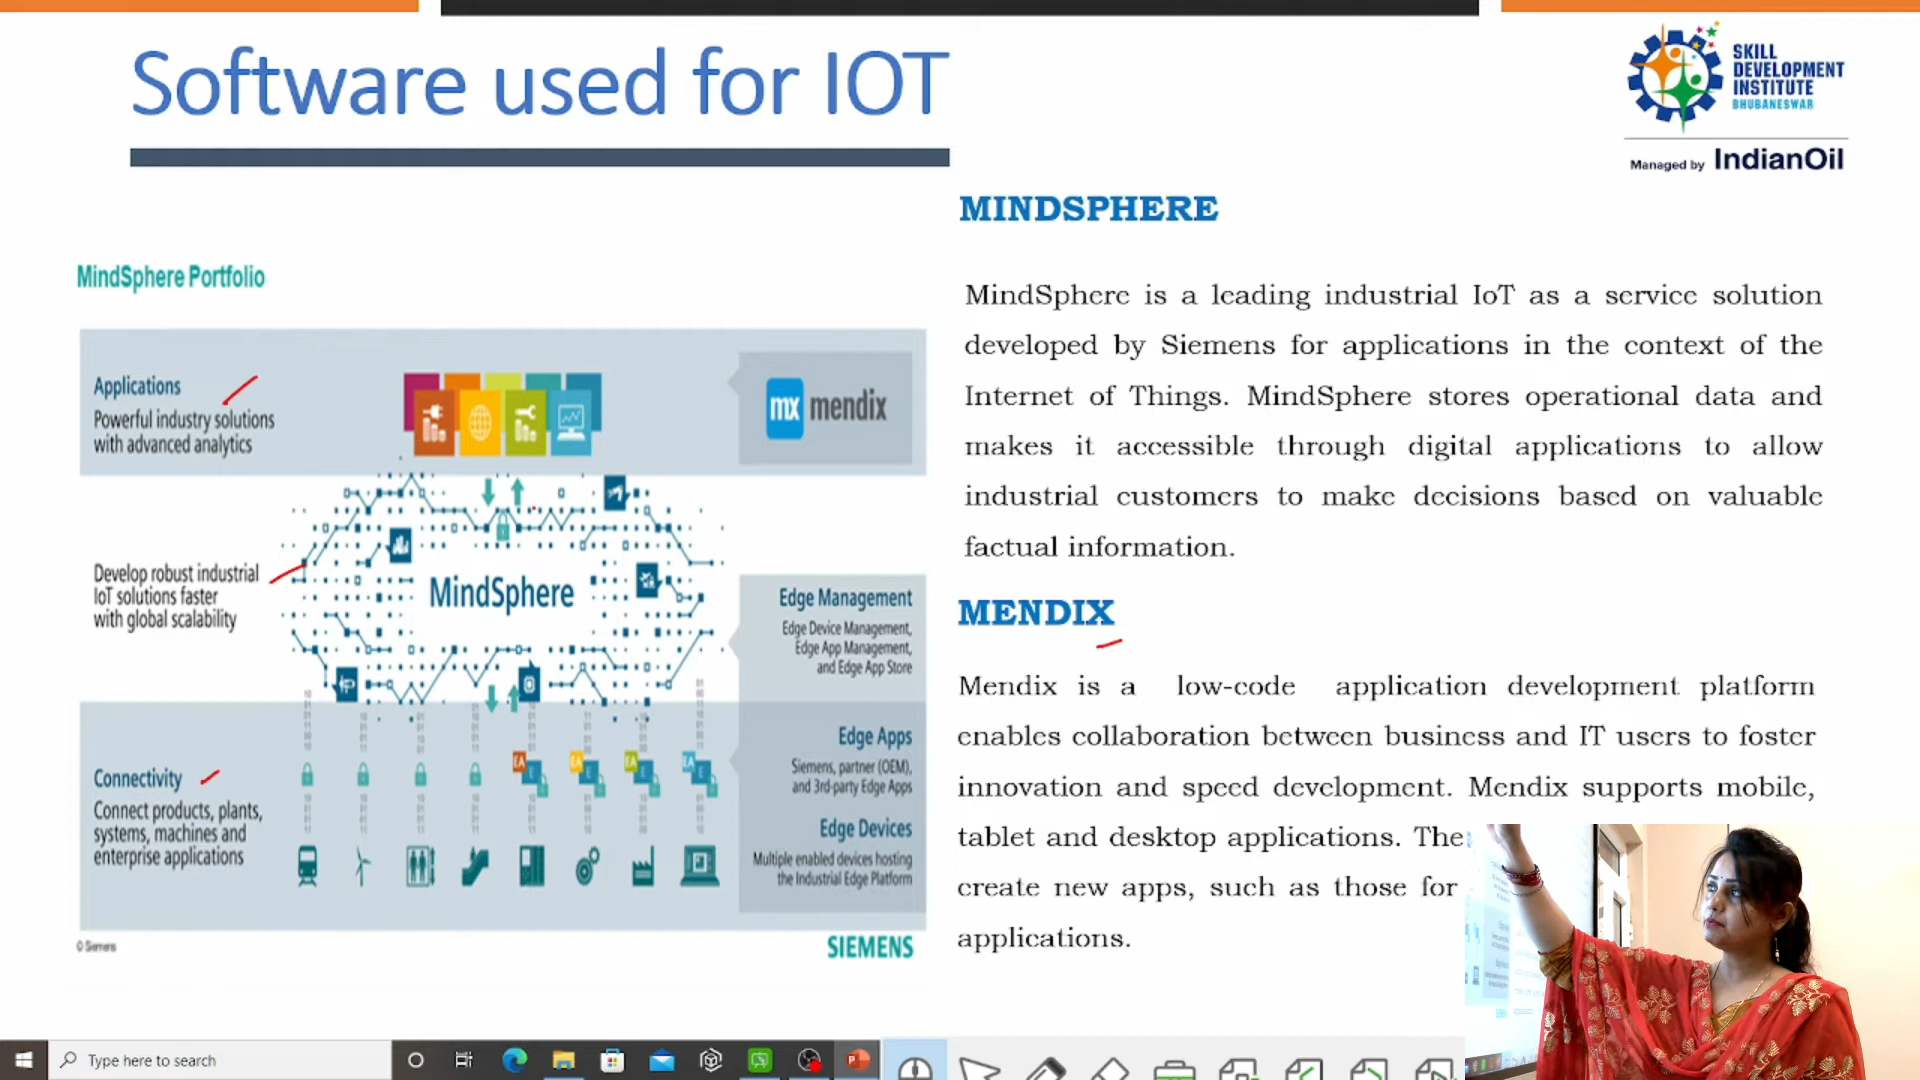 Software used for IOT
SKILL
DEVELOPMENT
INSTITUTE
BHUBANESWAR
Managed by IndianOil
MindSphere Portfolio
Applications
Powerful industry solutions
with advanced analytics
mx mendix
Develop robust industrial
IoT solutions faster
with global scalability
MindSphere
Edge Management
Edge Device Management,
Edge App Management,
and Edge App Store
Connectivity
Connect products, plants,
systems, machines and
enterprise applications
EA
EA
EA
EA
Edge Apps
Siemens, partner (OEM),
and 3rd-party Edge Apps
Edge Devices
Multiple enabled devices hosting
the Industrial Edge Platform
© Siemens
SIEMENS
MINDSPHERE
MindSphere is a leading industrial IoT as a service solution
developed by Siemens for applications in the context of the
Internet of Things. MindSphere stores operational data and
makes it accessible through digital applications to allow
industrial customers to make decisions based on valuable
factual information.
MENDIX
Mendix is a low-code application development platform
enables collaboration between business and IT users to foster
innovation and speed development. Mendix supports mobile,
tablet and desktop applications. The
create new apps, such as those for
applications.
Type here to search